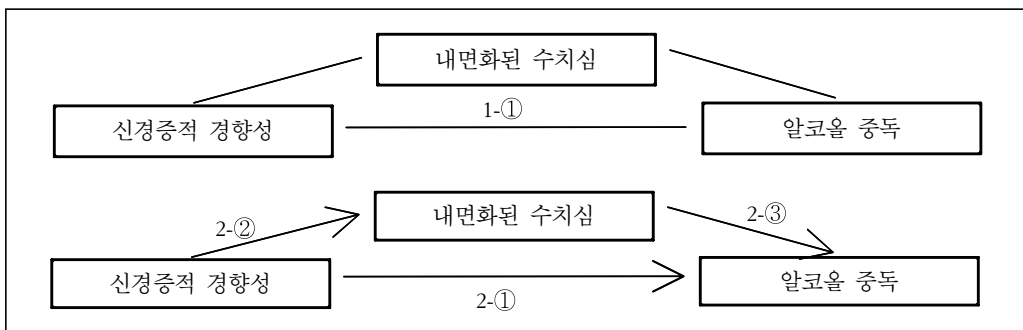 내면화된 수치심
1-①
신경증적 경향성
알코올 중독
내면화된 수치심
2-②
2-③
신경증적 경향성
알코올 중독
2-①